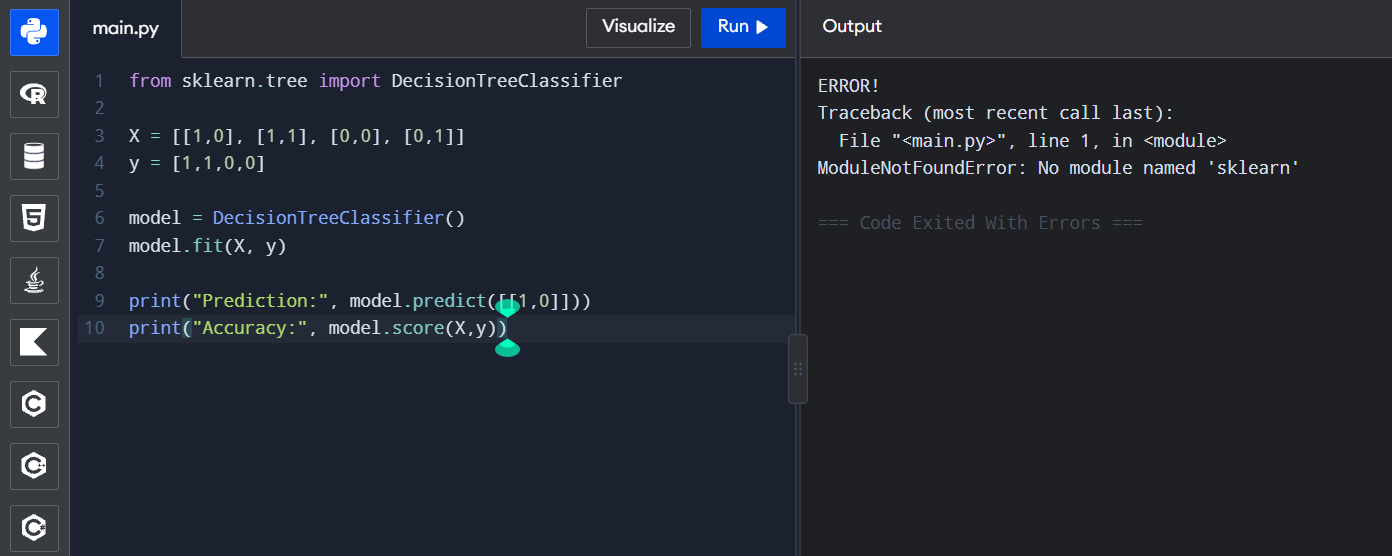 main.py
Visualize
Run
Output
1 from sklearn.tree import DecisionTreeClassifier
2
3 X = [[1,0], [1,1], [0,0], [0,1]]
4 y = [1,1,0,0]
5
6 model = DecisionTreeClassifier()
7 model.fit(X, y)
8
9 print("Prediction:", model.predict([[1,0]]))
10 print("Accuracy:", model.score(X,y))
ERROR!
Traceback (most recent call last):
  File "<main.py>", line 1, in <module>
ModuleNotFoundError: No module named 'sklearn'
=== Code Exited With Errors ===